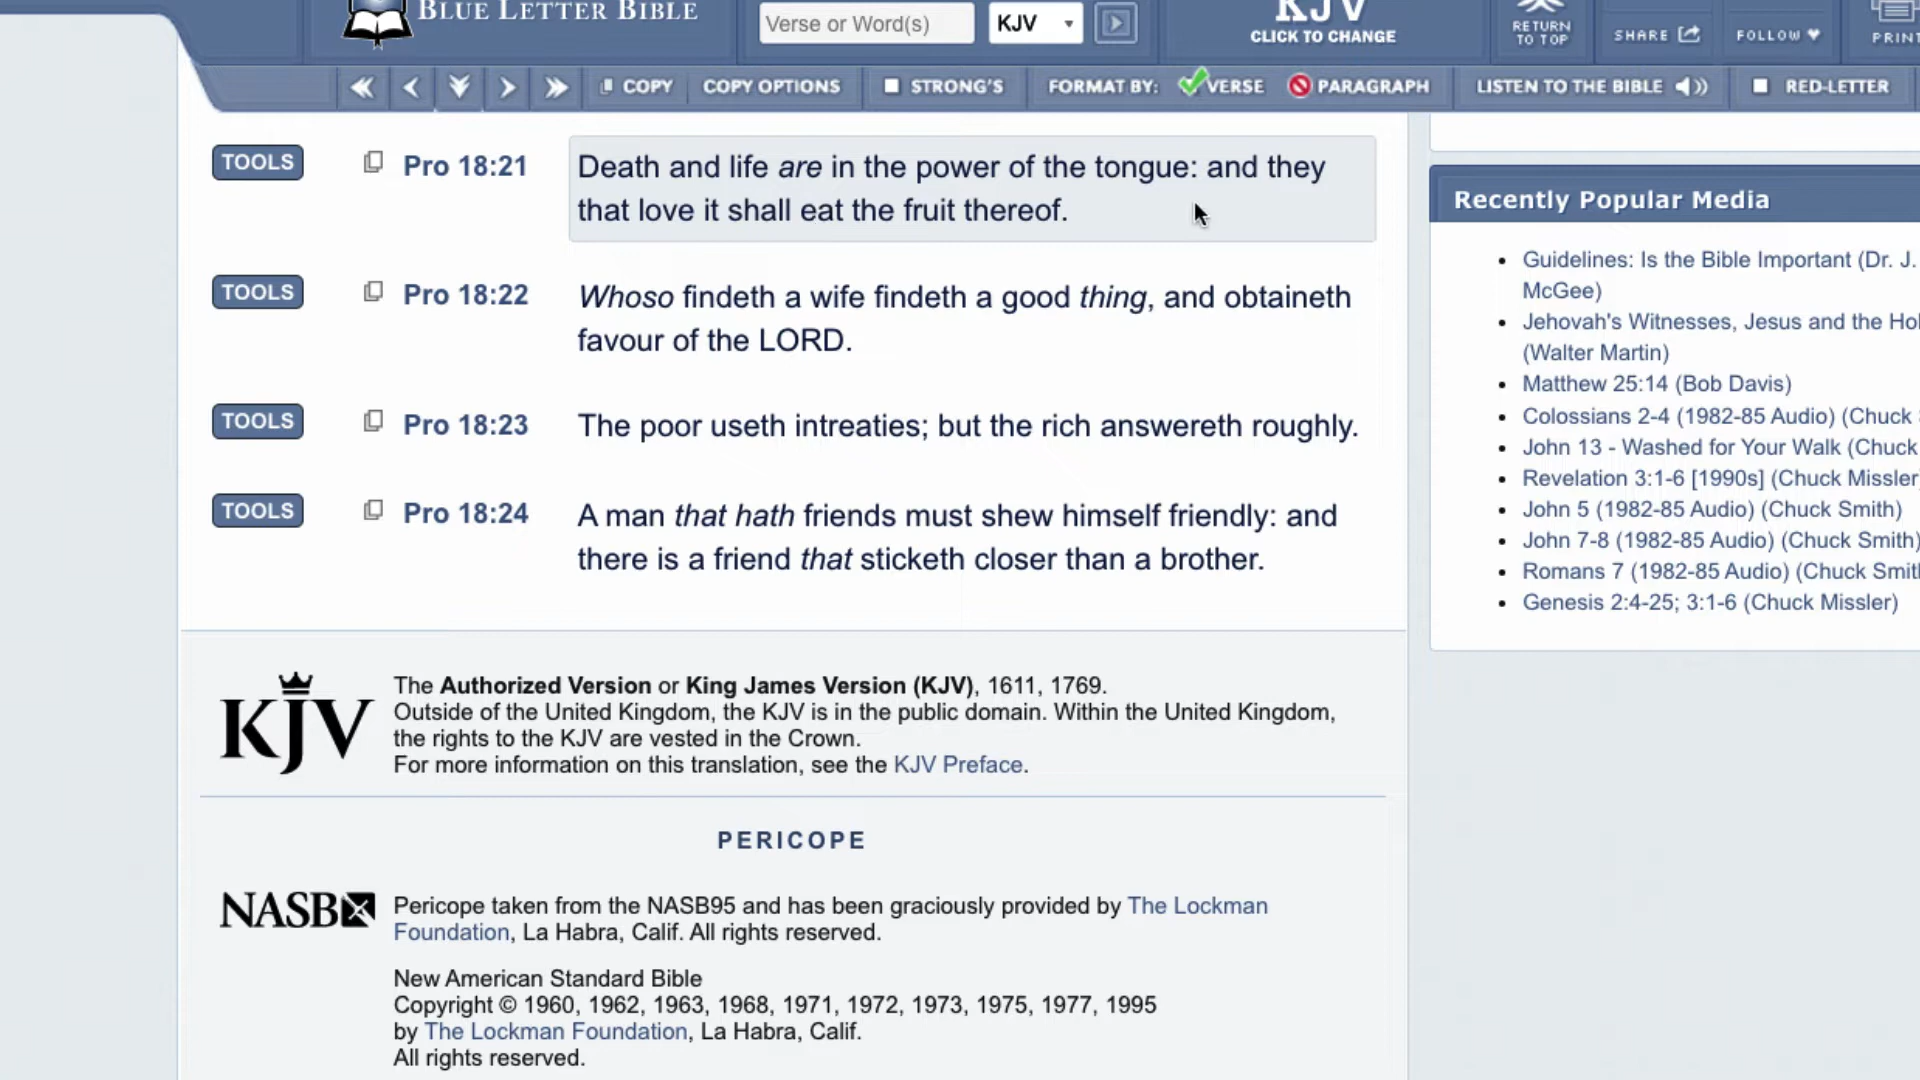 BLUE LETTER BIBLE
Verse or Word(s)
KJV
KJV
CLICK TO CHANGE
RETURN
TO TOP
SHARE
FOLLOW
PRINT
COPY
COPY OPTIONS
STRONG'S
FORMAT BY:
VERSE
PARAGRAPH
LISTEN TO THE BIBLE
RED-LETTER
TOOLS
Pro 18:21
Death and life are in the power of the tongue: and they
that love it shall eat the fruit thereof.
TOOLS
Pro 18:22
Whoso findeth a wife findeth a good thing, and obtaineth
favour of the LORD.
TOOLS
Pro 18:23
The poor useth intreaties; but the rich answereth roughly.
TOOLS
Pro 18:24
A man that hath friends must shew himself friendly: and
there is a friend that sticketh closer than a brother.
KJV
The Authorized Version or King James Version (KJV), 1611, 1769.
Outside of the United Kingdom, the KJV is in the public domain. Within the United Kingdom,
the rights to the KJV are vested in the Crown.
For more information on this translation, see the KJV Preface.
PERICOPE
NASB
Pericope taken from the NASB95 and has been graciously provided by The Lockman
Foundation, La Habra, Calif. All rights reserved.
New American Standard Bible
Copyright © 1960, 1962, 1963, 1968, 1971, 1972, 1973, 1975, 1977, 1995
by The Lockman Foundation, La Habra, Calif.
All rights reserved.
Recently Popular Media
Guidelines: Is the Bible Important (Dr. J.
McGee)
Jehovah's Witnesses, Jesus and the Hol
(Walter Martin)
Matthew 25:14 (Bob Davis)
Colossians 2-4 (1982-85 Audio) (Chuck
John 13 - Washed for Your Walk (Chuck
Revelation 3:1-6 [1990s] (Chuck Missler
John 5 (1982-85 Audio) (Chuck Smith)
John 7-8 (1982-85 Audio) (Chuck Smith)
Romans 7 (1982-85 Audio) (Chuck Smit
Genesis 2:4-25; 3:1-6 (Chuck Missler)